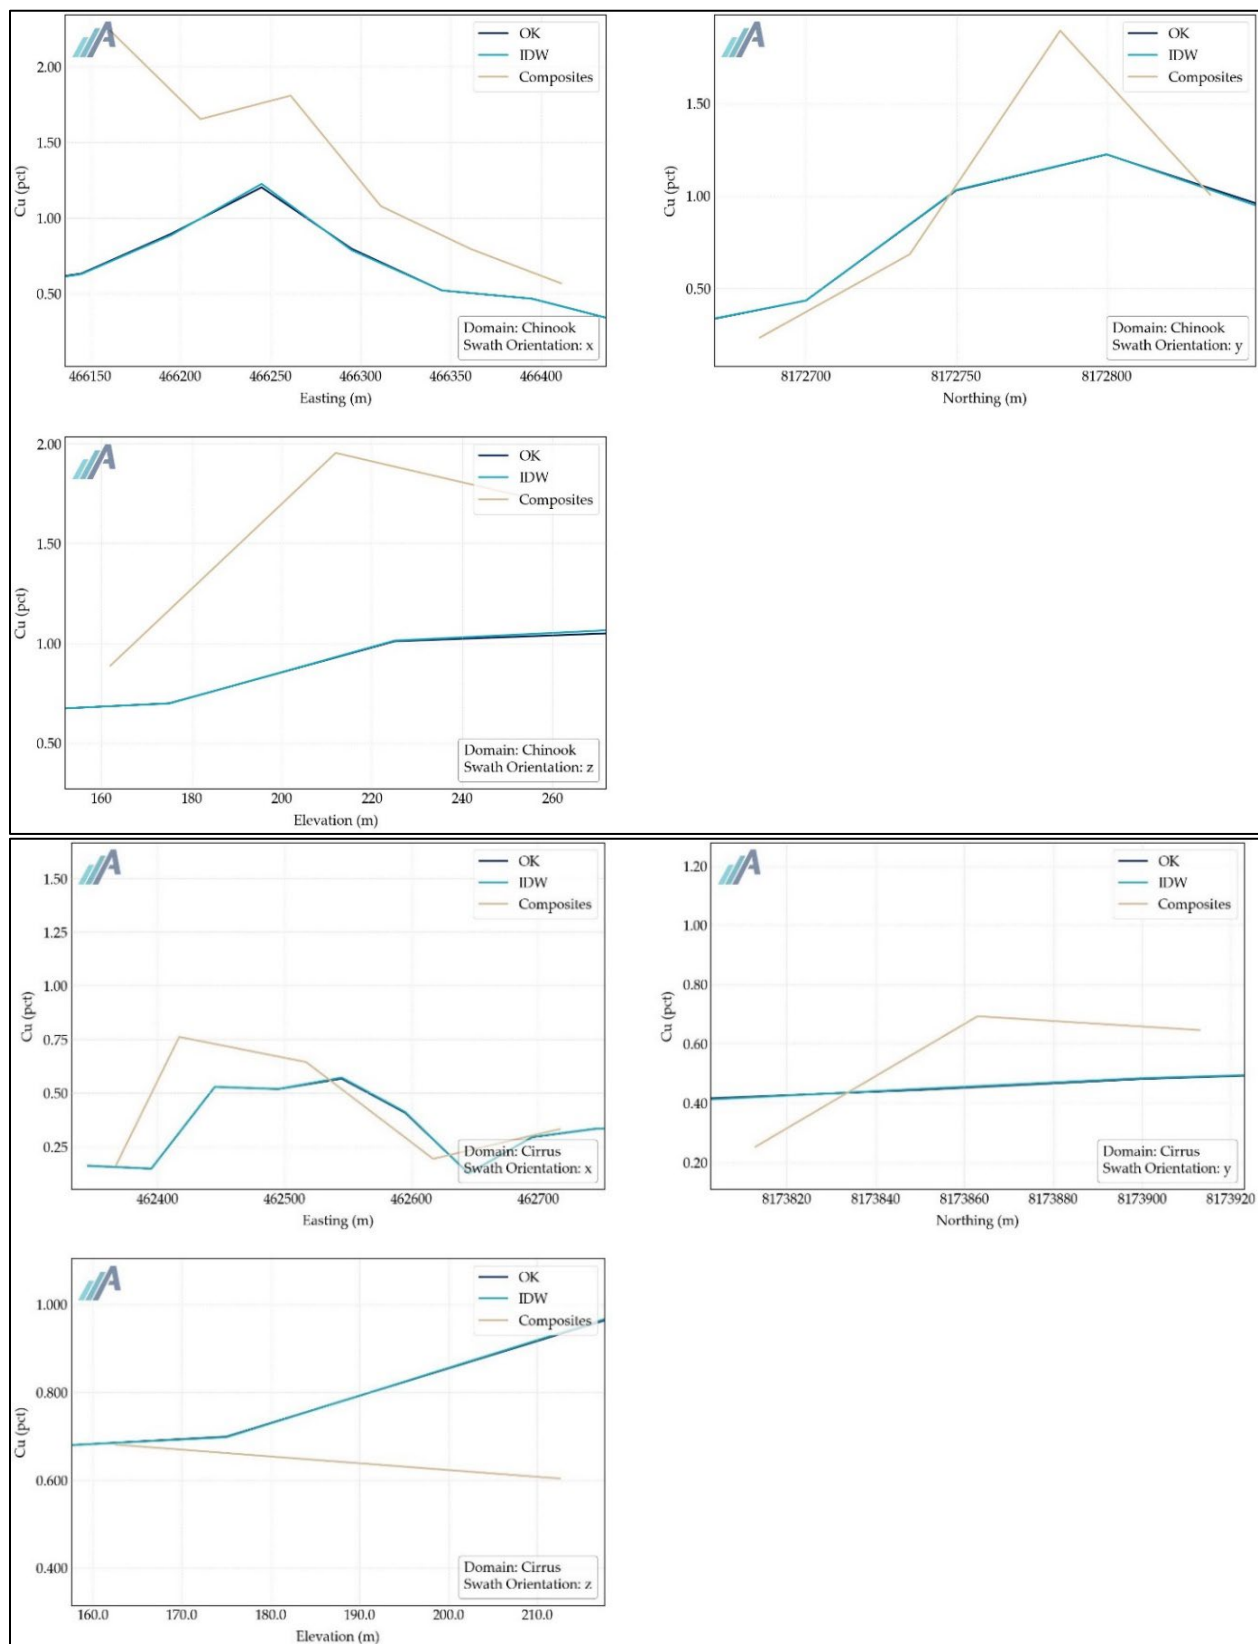 OK
IDW
Composites
2.00
1.50
1.00
0.50
Cu (pct)
Domain: Chinook
Swath Orientation: x
466150 466200 466250 466300 466350 466400
Easting (m)
OK
IDW
Composites
1.50
1.00
0.50
Cu (pct)
Domain: Chinook
Swath Orientation: y
8172700 8172750 8172800
Northing (m)
OK
IDW
Composites
2.00
1.50
1.00
0.50
Cu (pct)
Domain: Chinook
Swath Orientation: z
160 180 200 220 240 260
Elevation (m)
OK
IDW
Composites
1.50
1.25
1.00
0.75
0.50
0.25
Cu (pct)
Domain: Cirrus
Swath Orientation: x
462400 462500 462600 462700
Easting (m)
OK
IDW
Composites
1.20
1.00
0.80
0.60
0.40
0.20
Cu (pct)
Domain: Cirrus
Swath Orientation: y
8173820 8173840 8173860 8173880 8173900 8173920
Northing (m)
OK
IDW
Composites
1.000
0.800
0.600
0.400
Cu (pct)
Domain: Cirrus
Swath Orientation: z
160.0 170.0 180.0 190.0 200.0 210.0
Elevation (m)